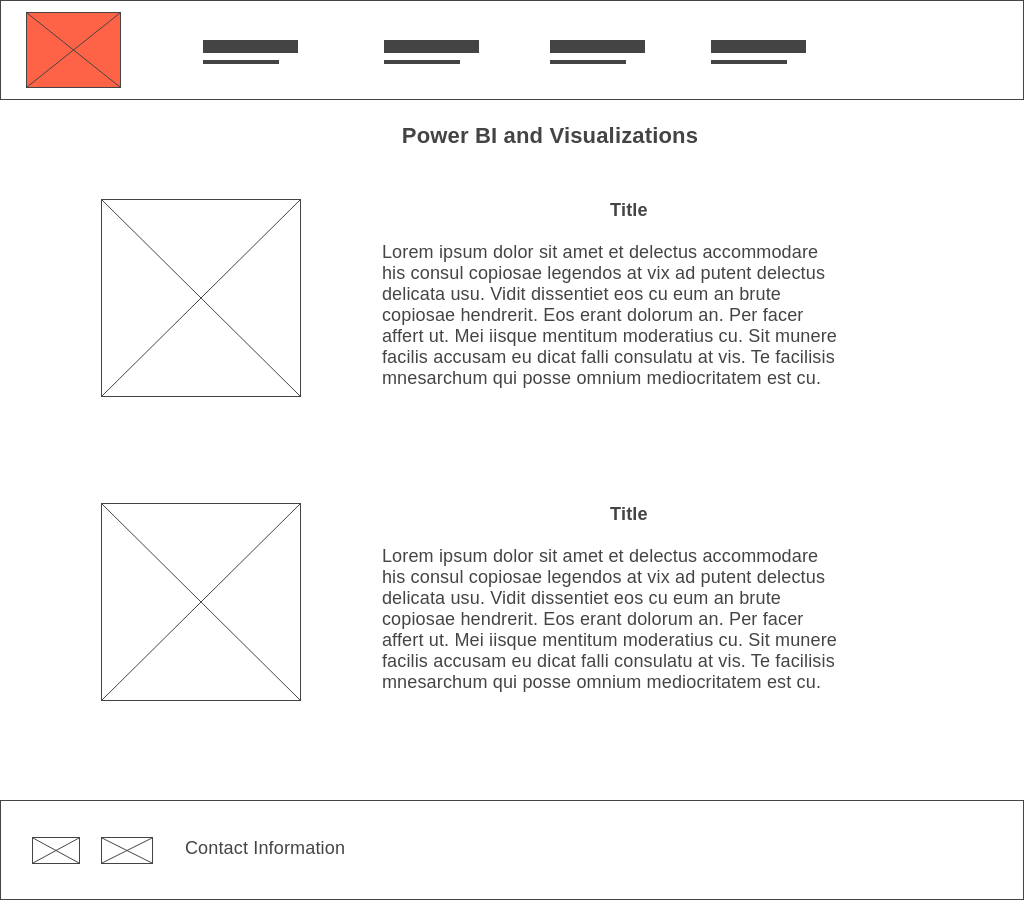 Power BI and Visualizations
Title
Lorem ipsum dolor sit amet et delectus accommodare
his consul copiosae legendos at vix ad putent delectus
delicata usu. Vidit dissentiet eos cu eum an brute
copiosae hendrerit. Eos erant dolorum an. Per facer
affert ut. Mei iisque mentitum moderatius cu. Sit munere
facilis accusam eu dicat falli consulatu at vis. Te facilisis
mnesarchum qui posse omnium mediocritatem est cu.
Title
Lorem ipsum dolor sit amet et delectus accommodare
his consul copiosae legendos at vix ad putent delectus
delicata usu. Vidit dissentiet eos cu eum an brute
copiosae hendrerit. Eos erant dolorum an. Per facer
affert ut. Mei iisque mentitum moderatius cu. Sit munere
facilis accusam eu dicat falli consulatu at vis. Te facilisis
mnesarchum qui posse omnium mediocritatem est cu.
Contact Information